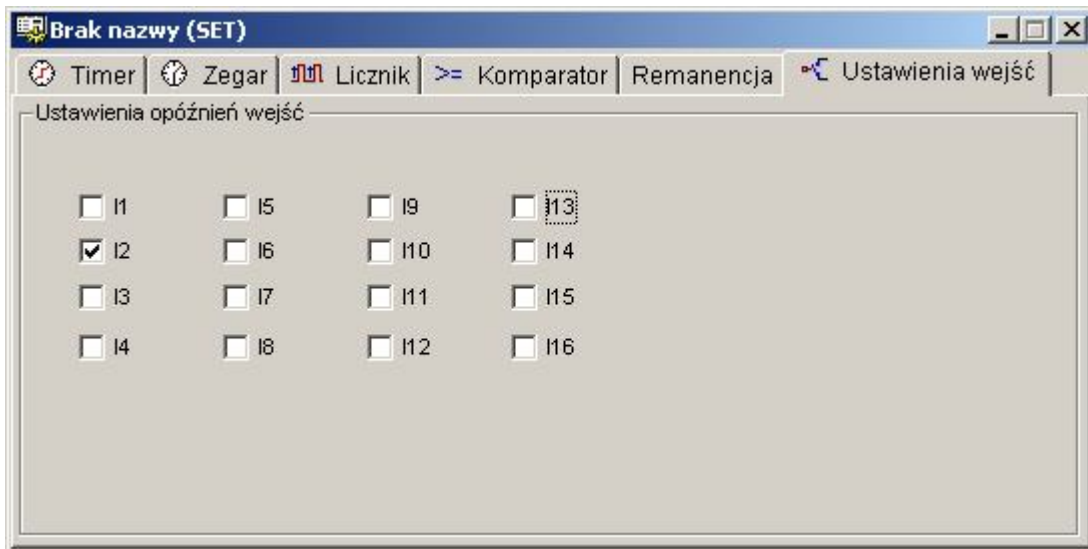 Brak nazwy (SET)
Timer Zegar Licznik >= Komparator Remanencja Ustawienia wejść
Ustawienia opóźnień wejść
I1 I5 I9 I13
I2 I6 I10 I14
I3 I7 I11 I15
I4 I8 I12 I16